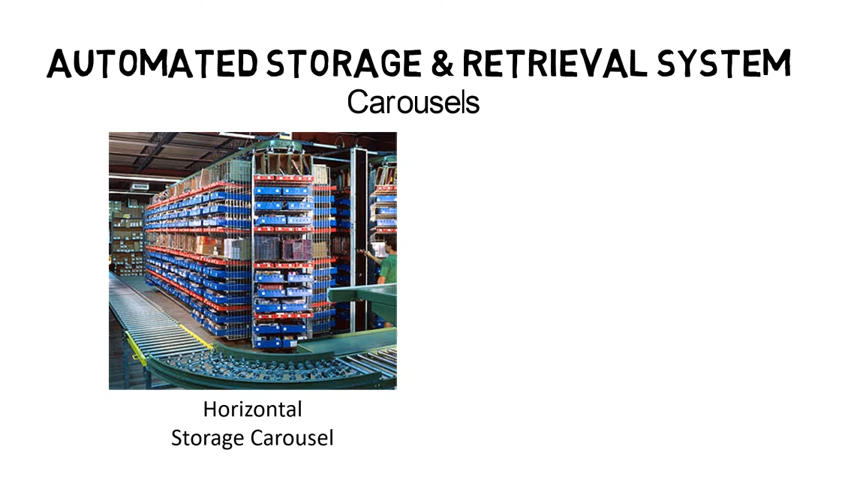 AUTOMATED STORAGE & RETRIEVAL SYSTEM
Carousels
Horizontal
Storage Carousel